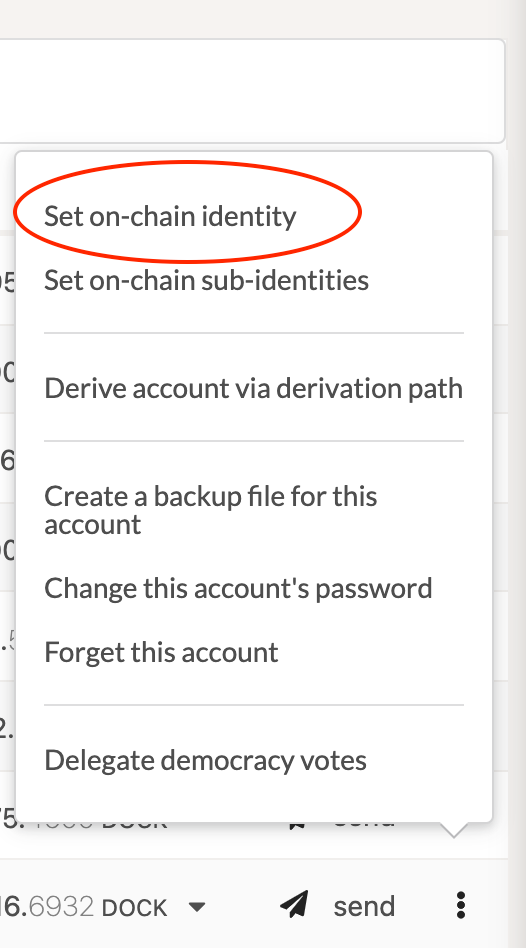 Set on-chain identity
Set on-chain sub-identities
Derive account via derivation path
Create a backup file for this
account
Change this account's password
Forget this account
Delegate democracy votes
6.6932 DOCK send